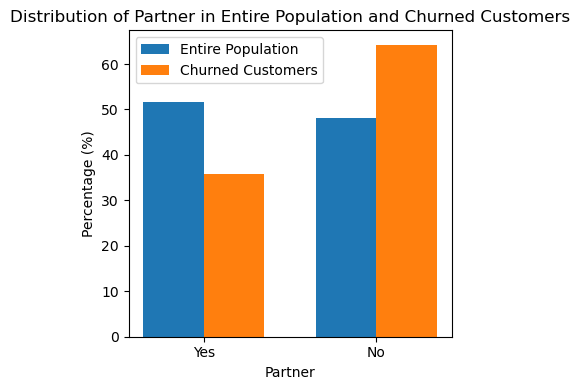 Distribution of Partner in Entire Population and Churned Customers
Entire Population
Churned Customers
Percentage (%)
60
50
40
30
20
10
0
Yes No
Partner